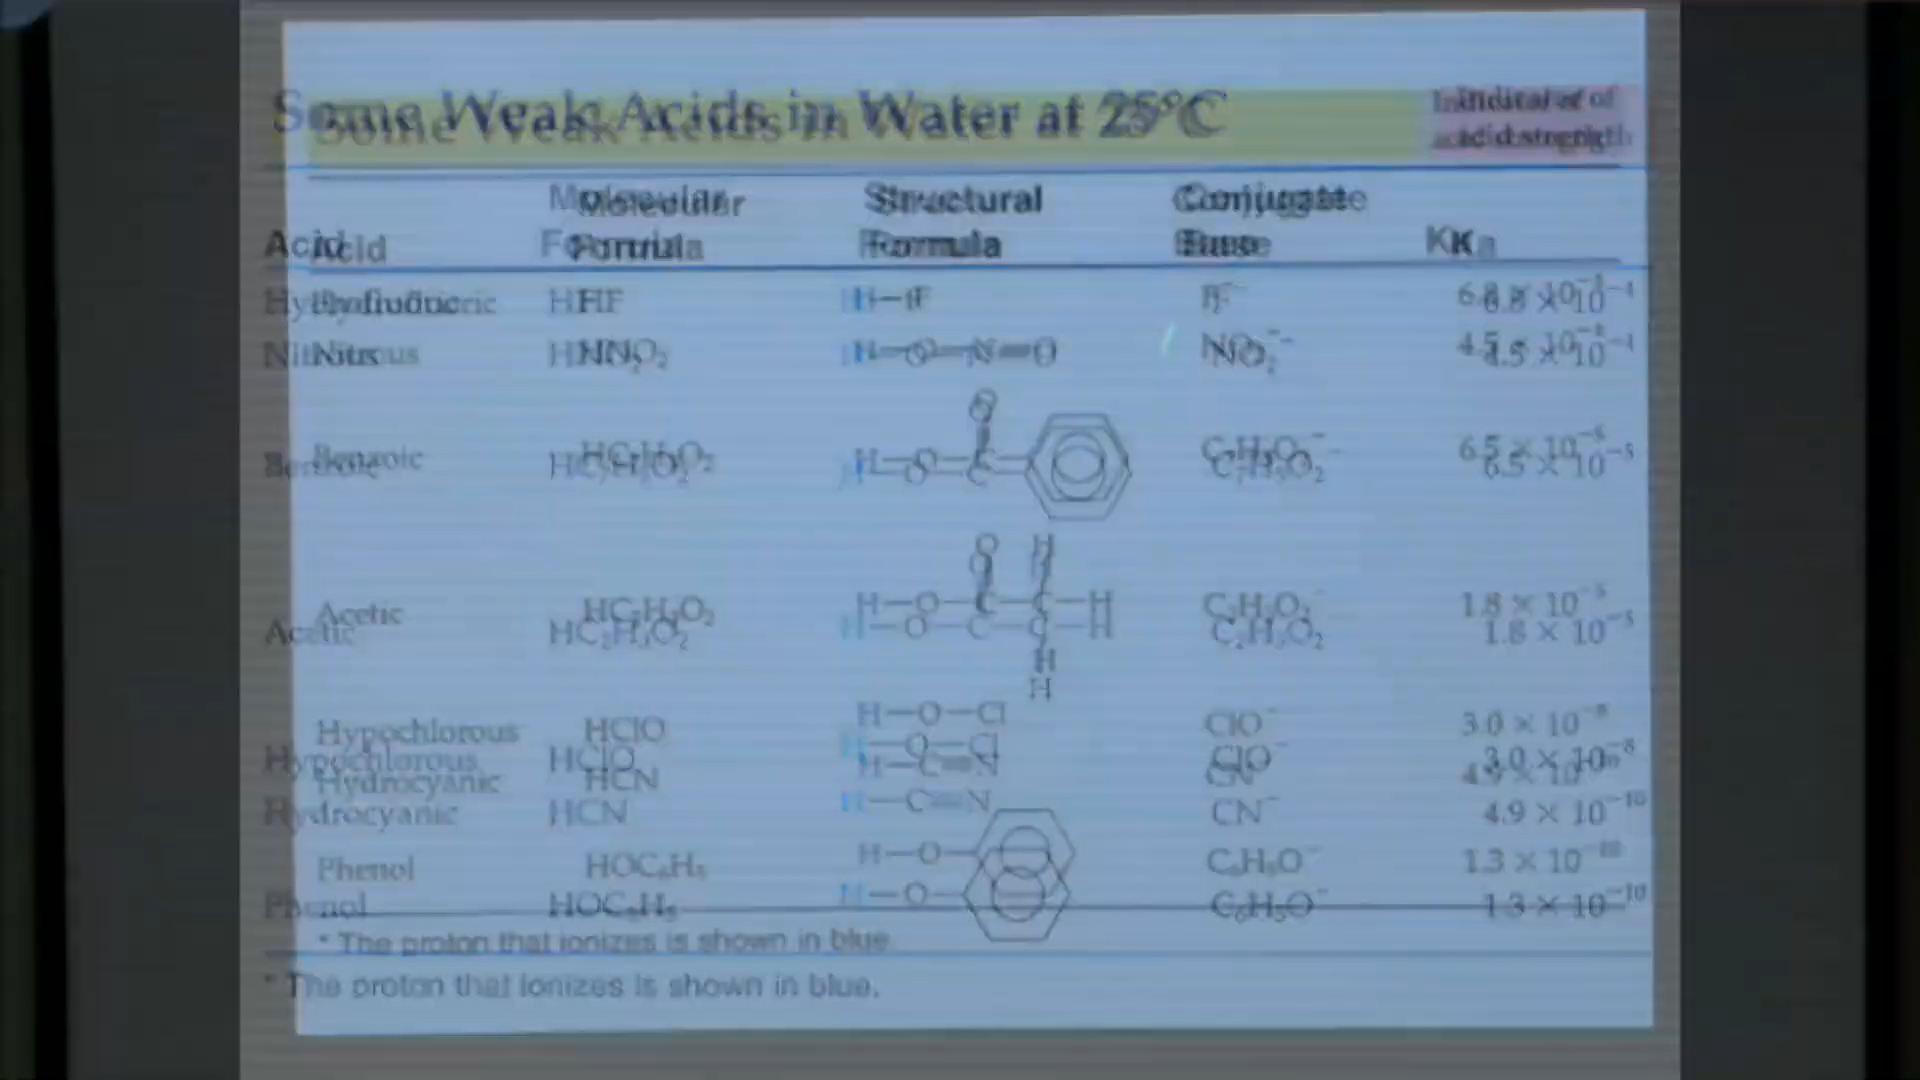 Some Weak Acids in Water at 25°C
Indicator of
acid strength
Acid Molecular Formula Structural Formula Conjugate Base Ka
Hydrofluoric HF H—F F⁻ 6.8 × 10⁻⁴
Nitrous HNO₂ H—O—N=O NO₂⁻ 4.5 × 10⁻⁴
Benzoic HC₇H₅O₂ H—O—C O C₇H₅O₂⁻ 6.5 × 10⁻⁵
Acetic HC₂H₃O₂ H—O—C—C—H O H H C₂H₃O₂⁻ 1.8 × 10⁻⁵
Hypochlorous HClO H—O—Cl ClO⁻ 3.0 × 10⁻⁸
Hydrocyanic HCN H—C≡N CN⁻ 4.9 × 10⁻¹⁰
Phenol HOC₆H₅ H—O— C₆H₅O⁻ 1.3 × 10⁻¹⁰
* The proton that ionizes is shown in blue.